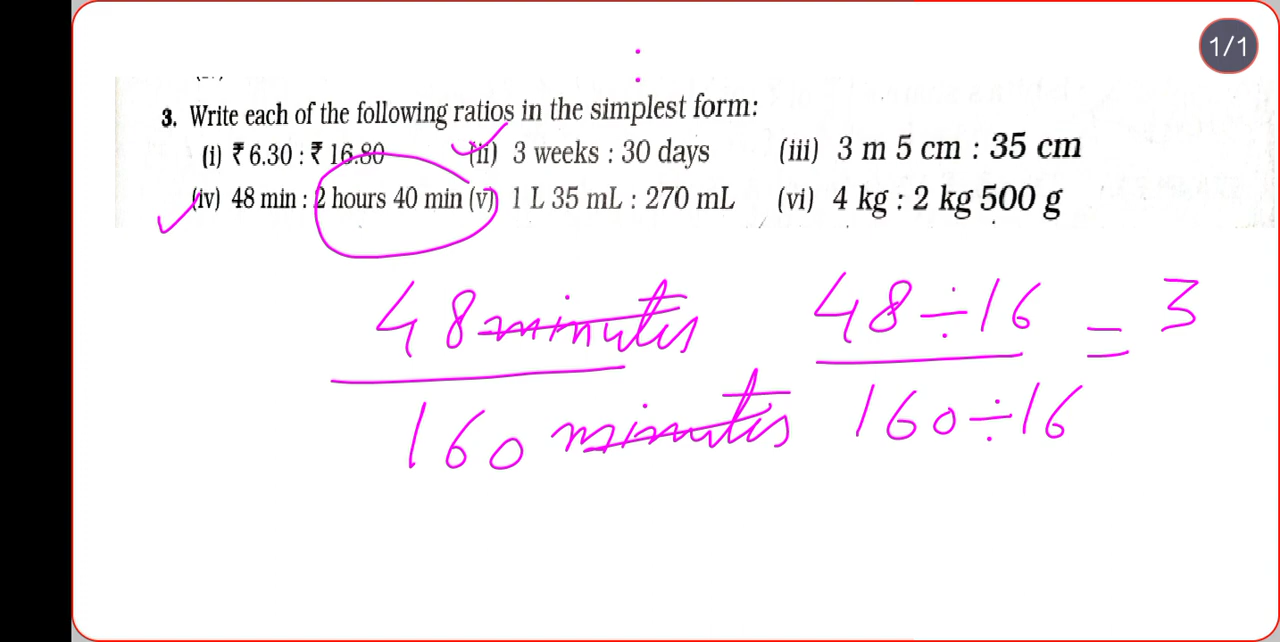 1/1
3. Write each of the following ratios in the simplest form:
(i) ₹ 6.30 : ₹ 16.80 (ii) 3 weeks : 30 days (iii) 3 m 5 cm : 35 cm
(iv) 48 min : 2 hours 40 min (v) 1 L 35 mL : 270 mL (vi) 4 kg : 2 kg 500 g
48 minutes 48 ÷ 16 = 3
160 minutes 160 ÷ 16